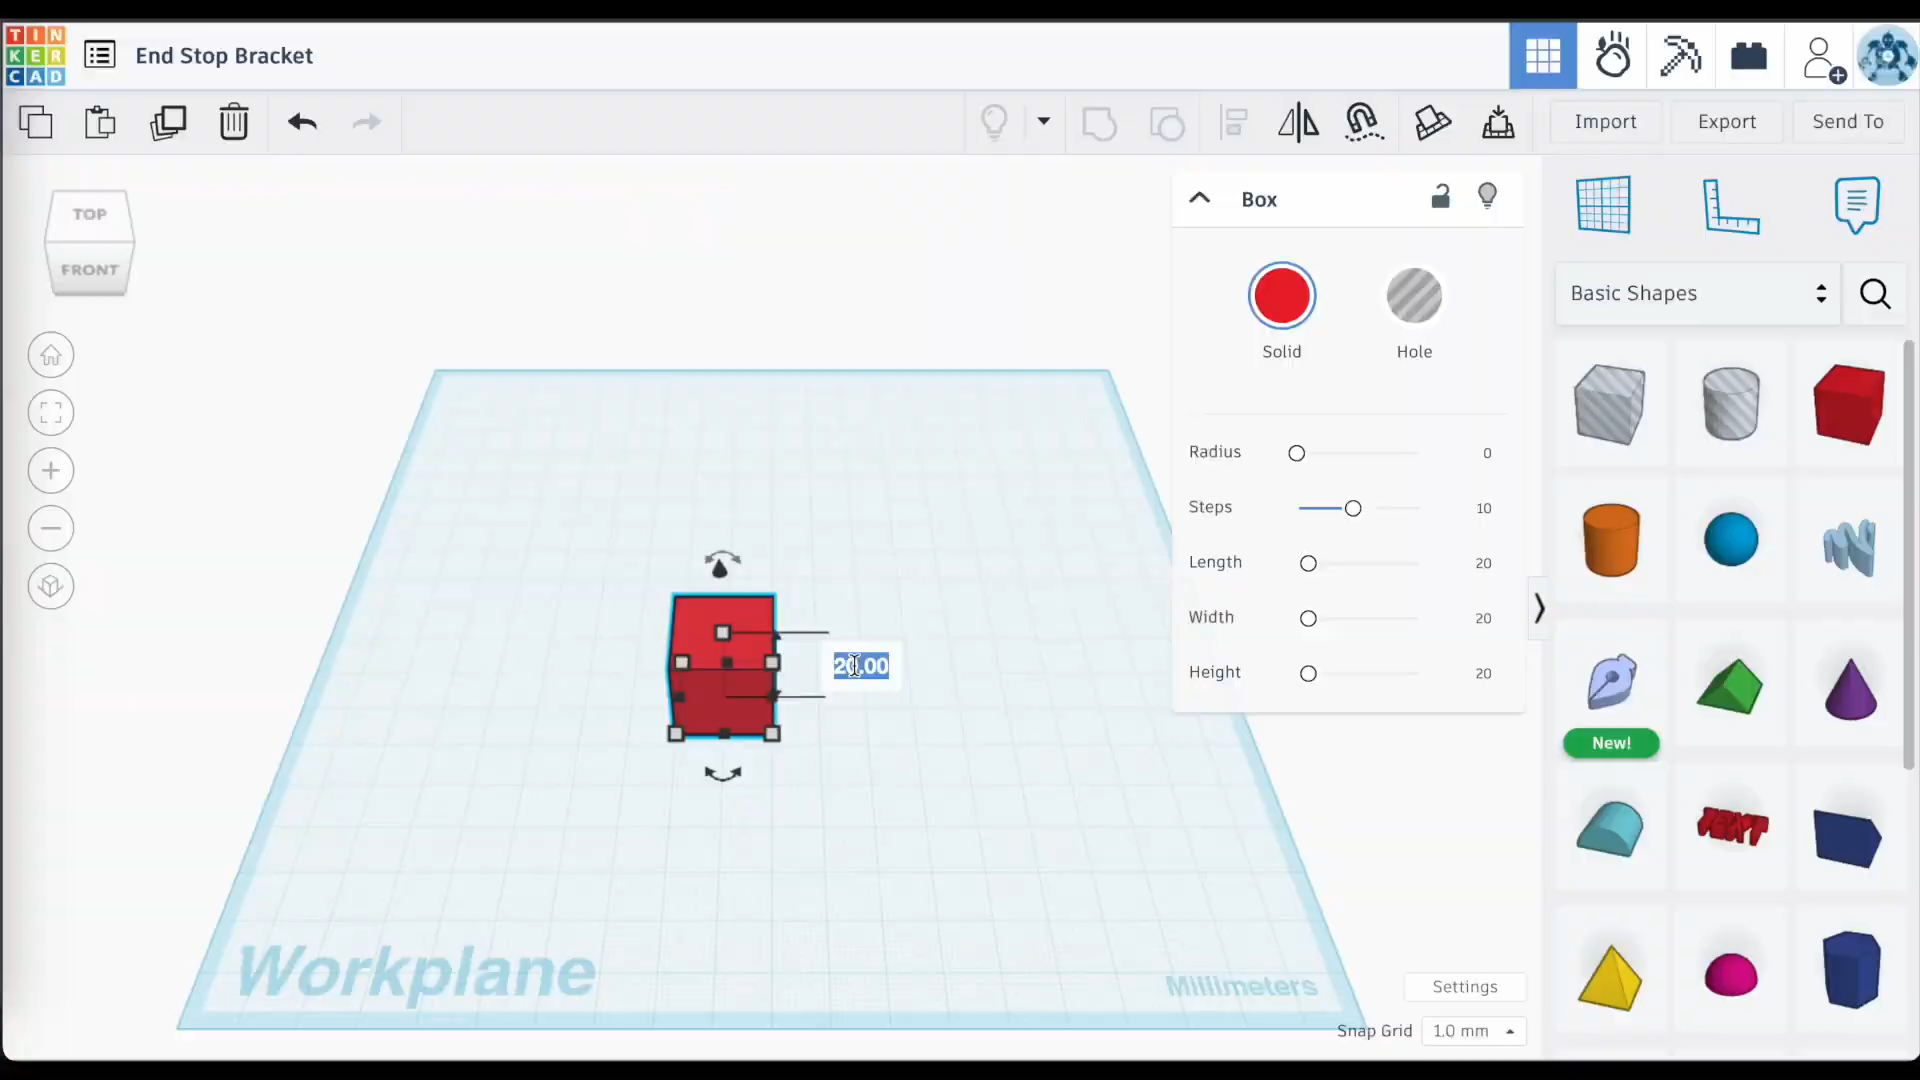 TIN
KER
CAD
End Stop Bracket
Import
Export
Send To
TOP
FRONT
Box
Solid
Hole
Radius
0
Steps
10
Length
20
Width
20
Height
20
20.00
Basic Shapes
New!
TEXT
Workplane
Millimeters
Settings
Snap Grid
1.0 mm